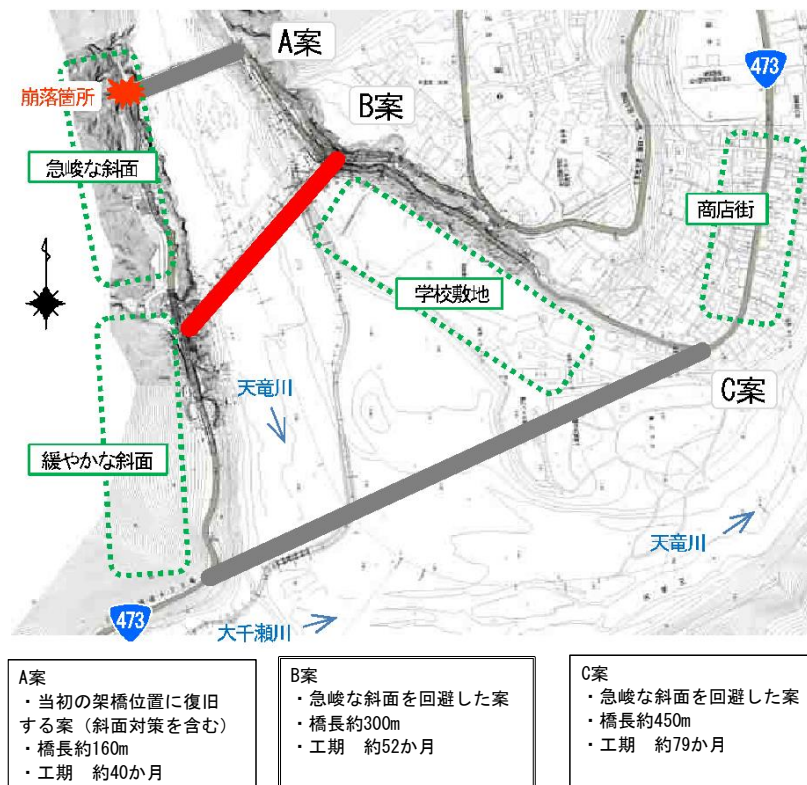 A案
473
崩落箇所
B案
急峻な斜面
商店街
学校敷地
天竜川
C案
緩やかな斜面
天竜川
473
大千瀬川
A案
・当初の架橋位置に復旧
する案（斜面対策を含む）
・橋長約160m
・工期　約40か月
B案
・急峻な斜面を回避した案
・橋長約300m
・工期　約52か月
C案
・急峻な斜面を回避した案
・橋長約450m
・工期　約79か月